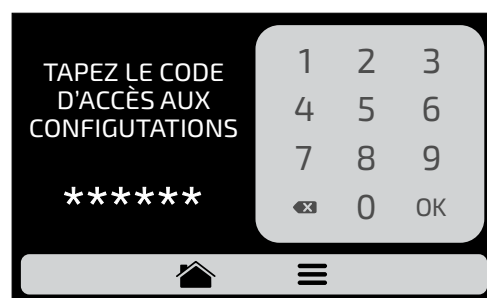 TAPEZ LE CODE
D'ACCÈS AUX
CONFIGUTATIONS
******
1 2 3
4 5 6
7 8 9
0 OK